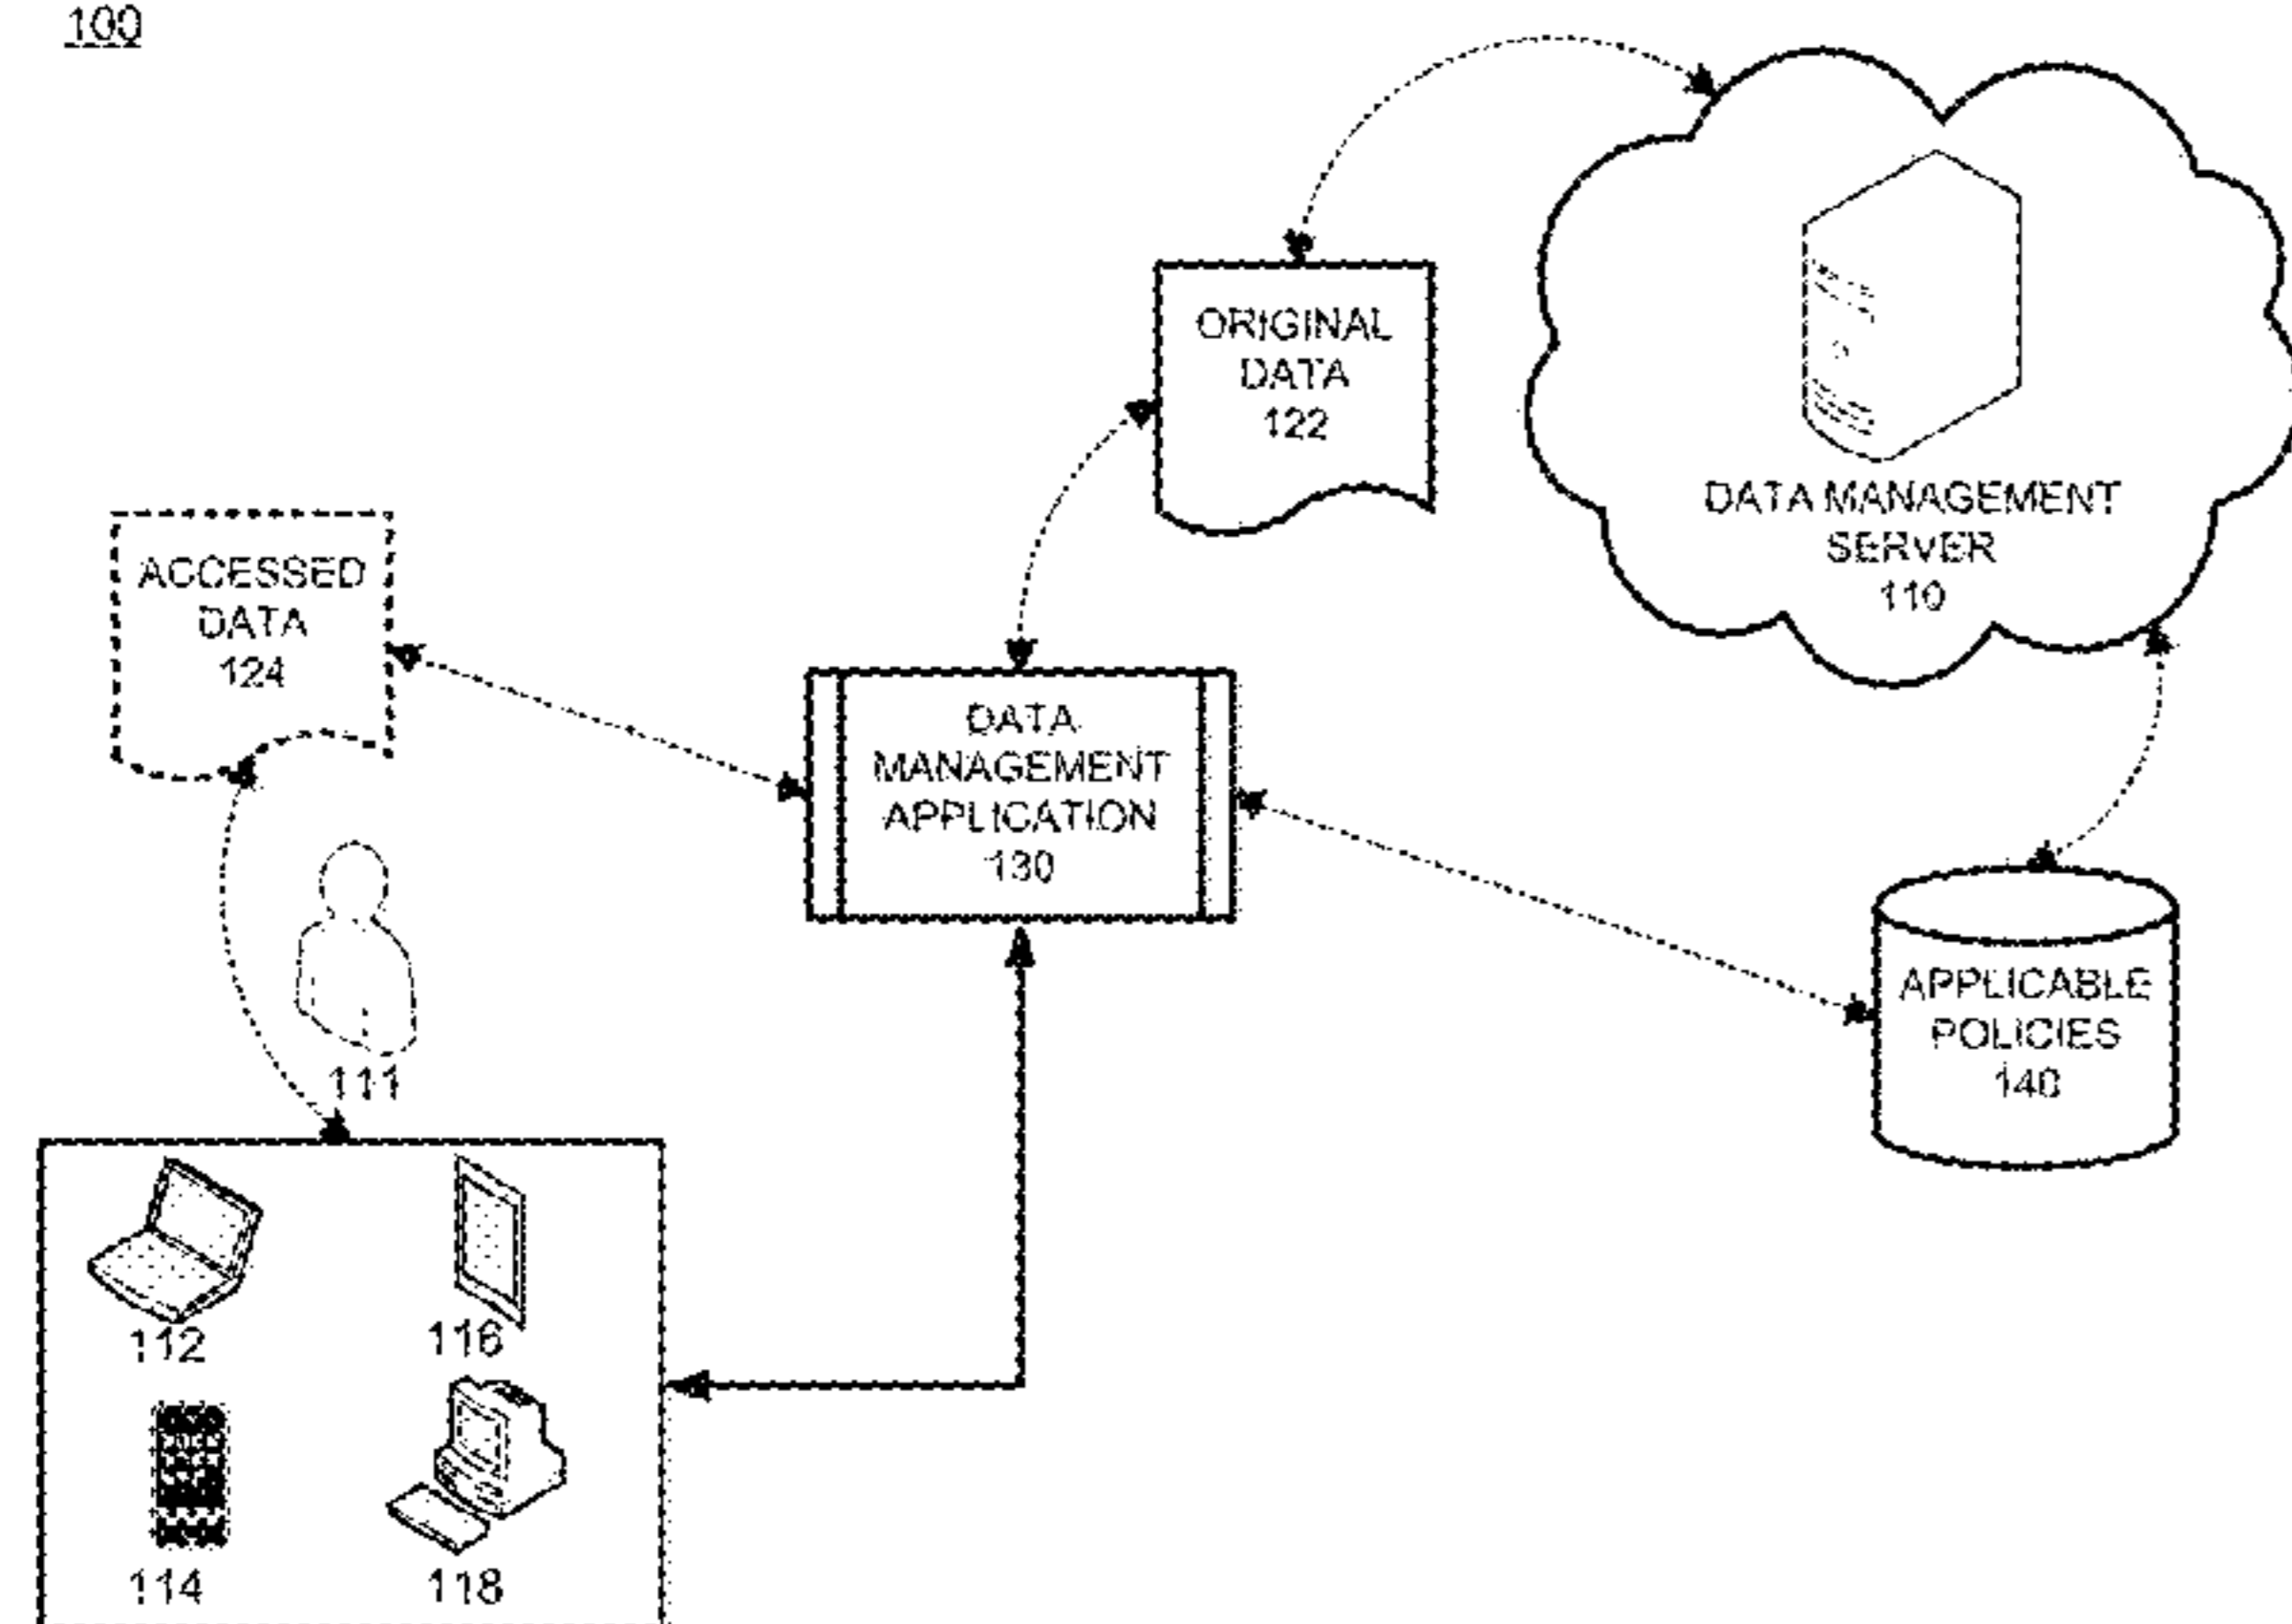 100
ORIGINAL
DATA
122
DATA MANAGEMENT
SERVER
110
ACCESSED
DATA
124
DATA
MANAGEMENT
APPLICATION
130
APPLICABLE
POLICIES
140
111
112
116
114
118